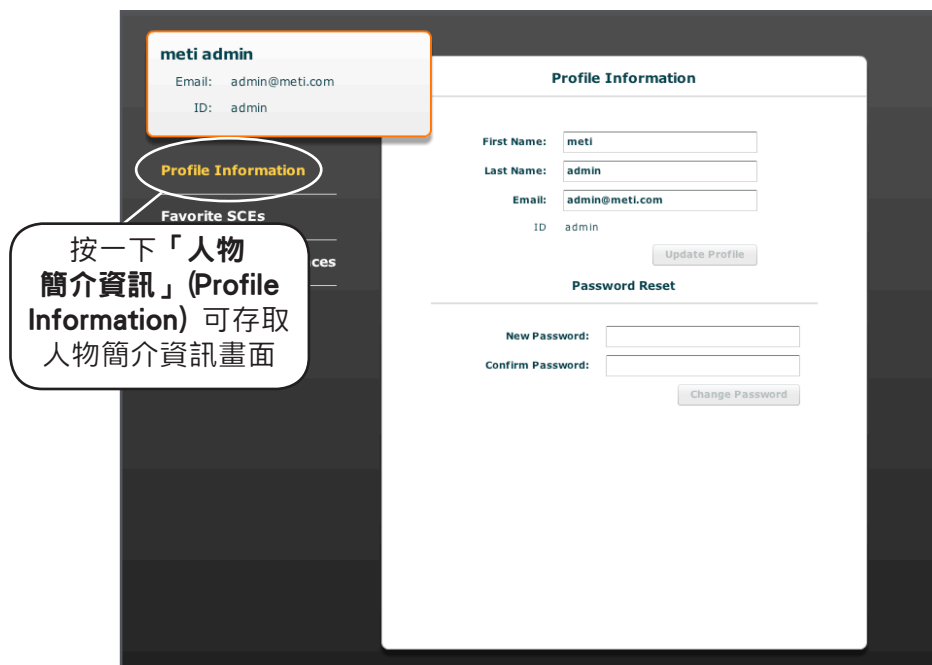 meti admin
Email: admin@meti.com
ID: admin
Profile Information
Favorite SCEs
ces
按一下「人物
簡介資訊」(Profile
Information) 可存取
人物簡介資訊畫面
Profile Information
First Name: meti
Last Name: admin
Email: admin@meti.com
ID admin
Update Profile
Password Reset
New Password:
Confirm Password:
Change Password